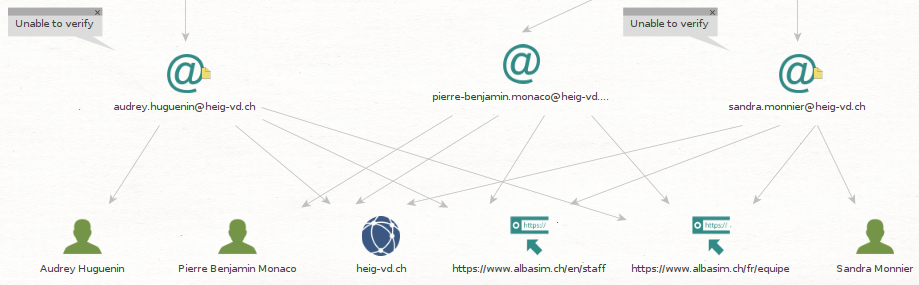 Unable to verify
Unable to verify
audrey.huguenin@heig-vd.ch
pierre-benjamin.monaco@heig-vd....
sandra.monnier@heig-vd.ch
https://
https://
Audrey Huguenin
Pierre Benjamin Monaco
heig-vd.ch
https://www.albasim.ch/en/staff
https://www.albasim.ch/fr/equipe
Sandra Monnier